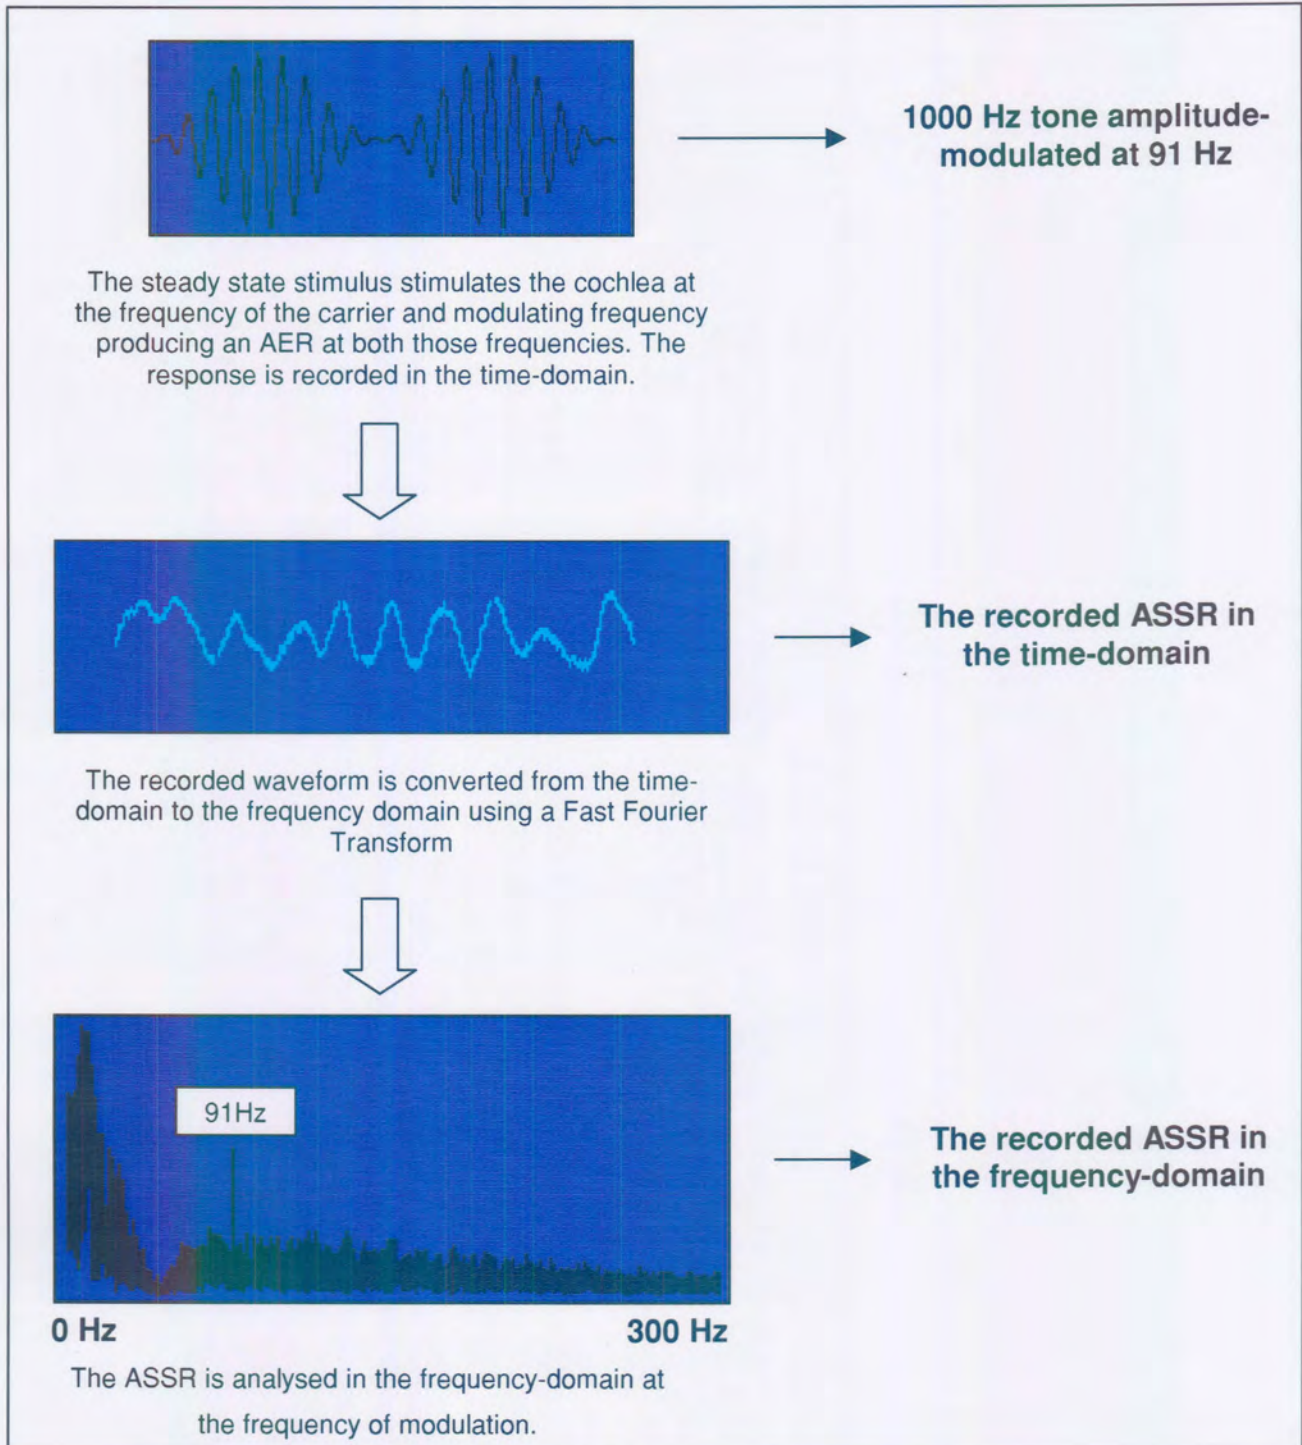 1000 Hz tone amplitude-
modulated at 91 Hz
The steady state stimulus stimulates the cochlea at
the frequency of the carrier and modulating frequency
producing an AER at both those frequencies. The
response is recorded in the time-domain.
The recorded ASSR in
the time-domain
The recorded waveform is converted from the time-
domain to the frequency domain using a Fast Fourier
Transform
91Hz
The recorded ASSR in
the frequency-domain
0 Hz
300 Hz
The ASSR is analysed in the frequency-domain at
the frequency of modulation.